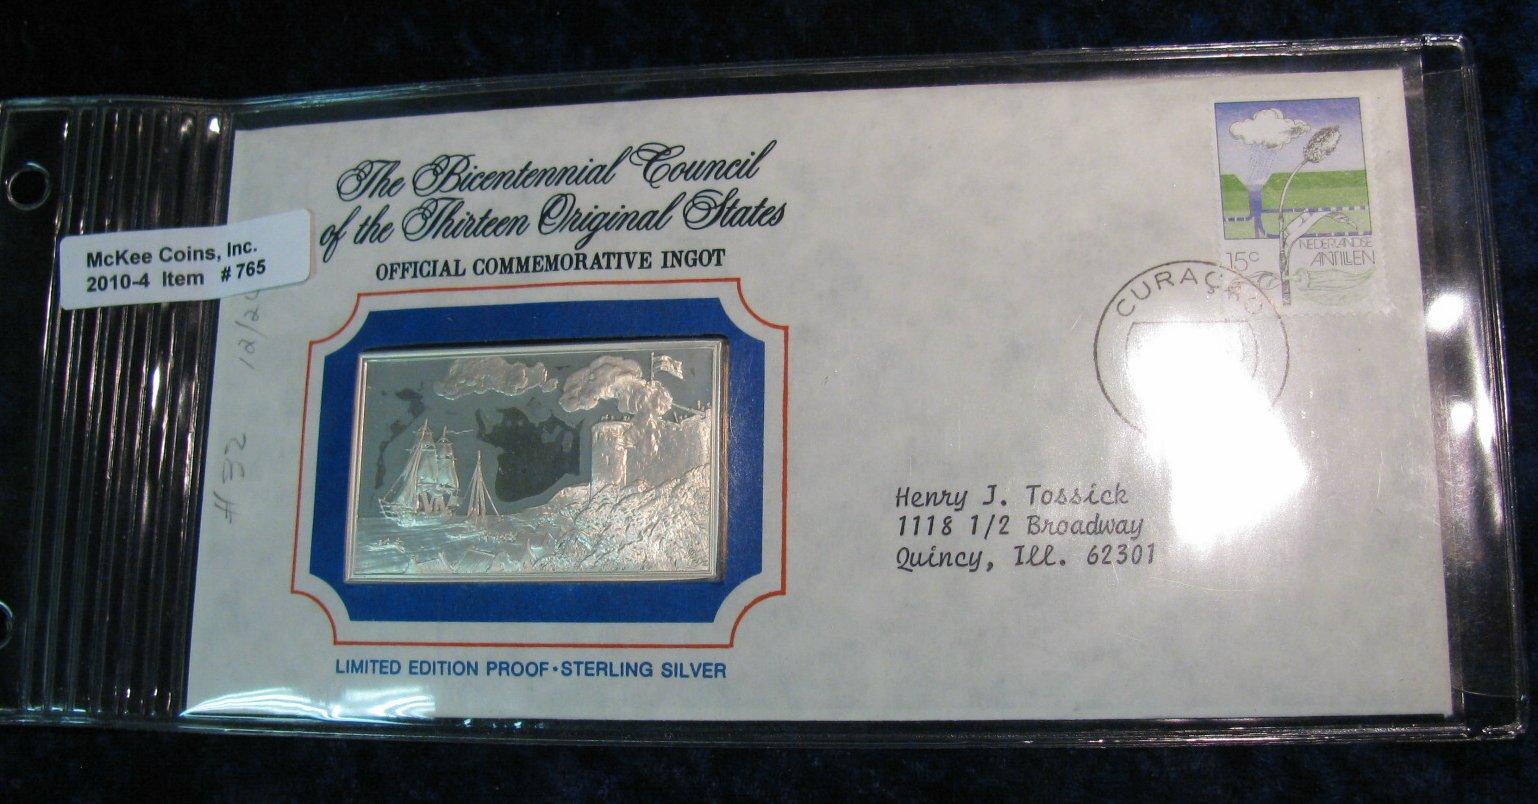 The Bicentennial Council
of the Thirteen Original States
OFFICIAL COMMEMORATIVE INGOT
McKee Coins, Inc.
2010-4 Item #765
#32
LIMITED EDITION PROOF•STERLING SILVER
15c
NEDERLANDSE
ANTILLEN
CURAÇAO
Henry J. Tossick
1118 1/2 Broadway
Quincy, Ill. 62301